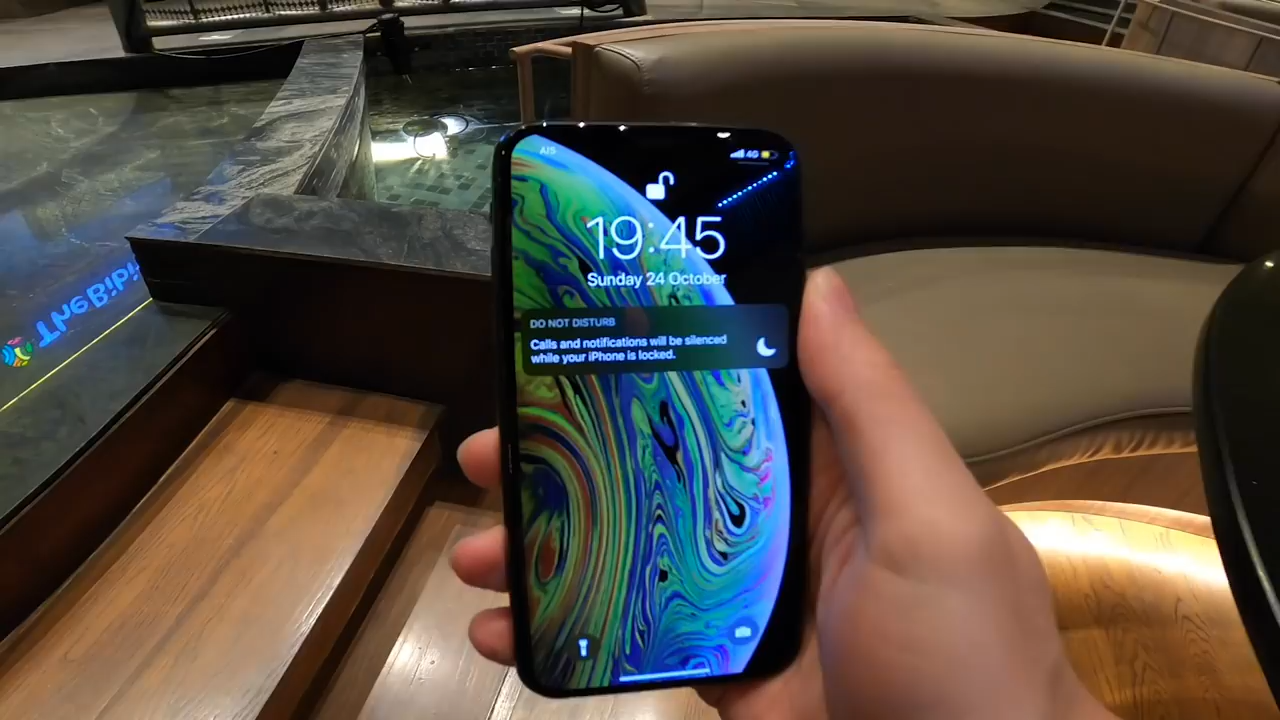 AIS
4G
19:45
Sunday 24 October
DO NOT DISTURB
Calls and notifications will be silenced
while your iPhone is locked.